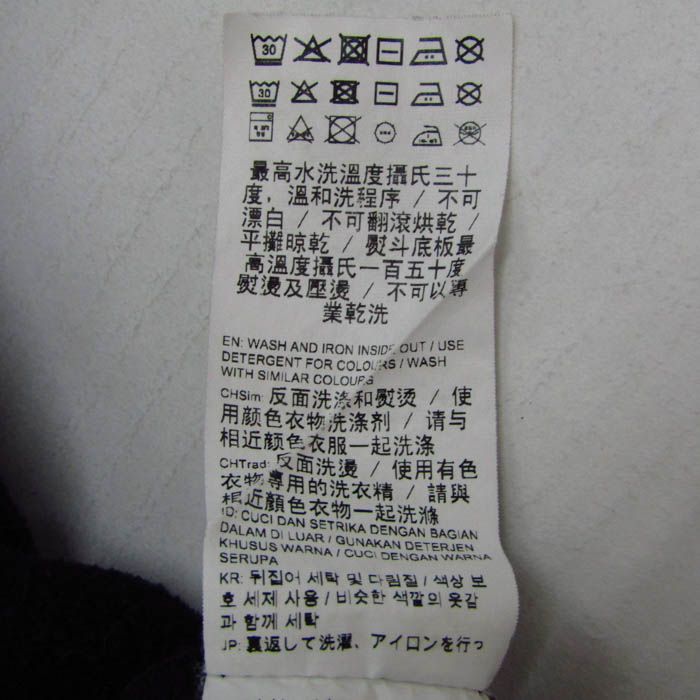 30
30
最高水洗溫度攝氏三十
度，溫和洗程序 / 不可
漂白 / 不可翻滾烘乾 /
平攤晾乾 / 熨斗底板最
高溫度攝氏一百五十度
熨燙及壓燙 / 不可以專
業乾洗
EN: WASH AND IRON INSIDE OUT / USE
DETERGENT FOR COLOURS / WASH
WITH SIMILAR COLOURS
CHSim: 反面洗涤和熨烫 / 使
用颜色衣物洗涤剂 / 请与
相近颜色衣服一起洗涤
CHTrad: 反面洗燙 / 使用有色
衣物專用的洗衣精 / 請與
相近顏色衣物一起洗滌
ID: CUCI DAN SETRIKA DENGAN BAGIAN
DALAM DI LUAR / GUNAKAN DETERJEN
KHUSUS WARNA / CUCI DENGAN WARNA
SERUPA
KR: 뒤집어 세탁 및 다림질 / 색상 보
호 세제 사용 / 비슷한 색깔의 옷감
과 함께 세탁
JP: 裏返して洗濯、アイロンを行っ